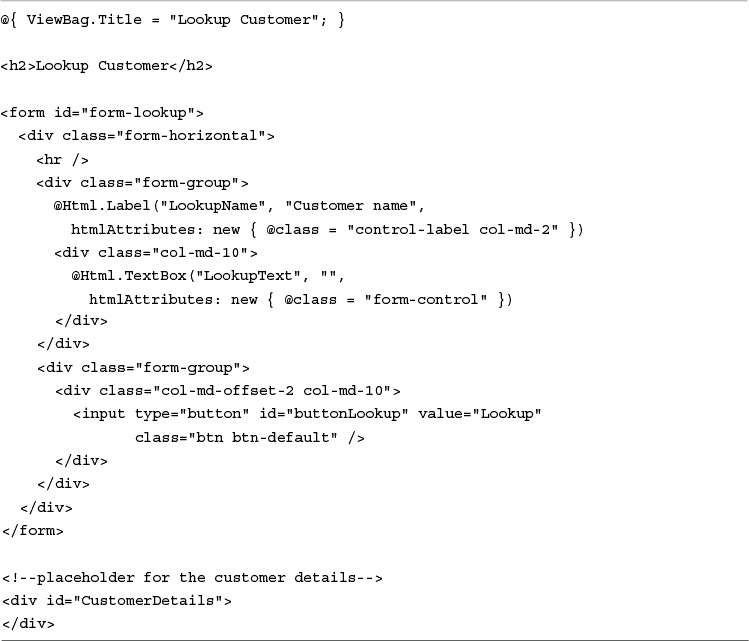 @{ ViewBag.Title = "Lookup Customer"; }
<h2>Lookup Customer</h2>
<form id="form-lookup">
<div class="form-horizontal">
<hr />
<div class="form-group">
@Html.Label("LookupName", "Customer name",
htmlAttributes: new { @class = "control-label col-md-2" })
<div class="col-md-10">
@Html.TextBox("LookupText", "",
htmlAttributes: new { @class = "form-control" })
</div>
</div>
<div class="form-group">
<div class="col-md-offset-2 col-md-10">
<input type="button" id="buttonLookup" value="Lookup"
class="btn btn-default" />
</div>
</div>
</div>
</form>
<!--placeholder for the customer details-->
<div id="CustomerDetails">
</div>